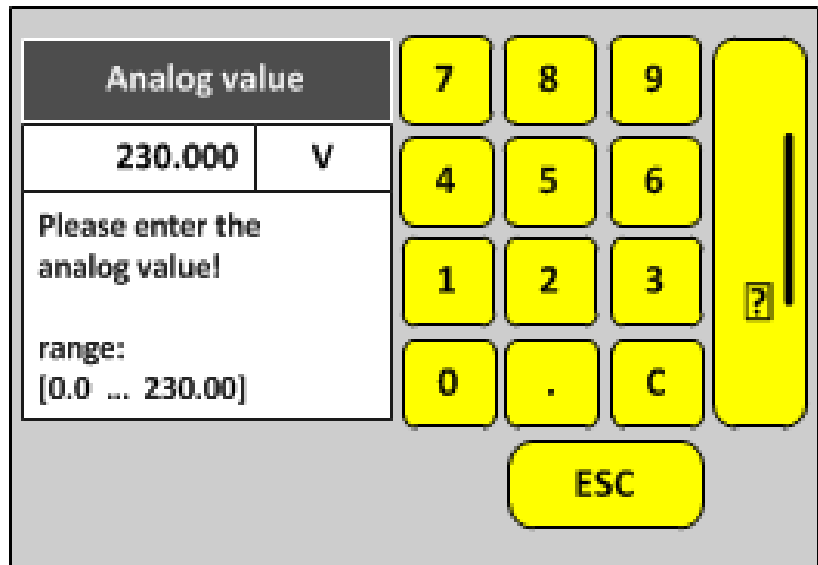 Analog value
230.000 V
Please enter the
analog value!
range:
[0.0 ... 230.00]
7 8 9
4 5 6
1 2 3
0 . C
?
ESC